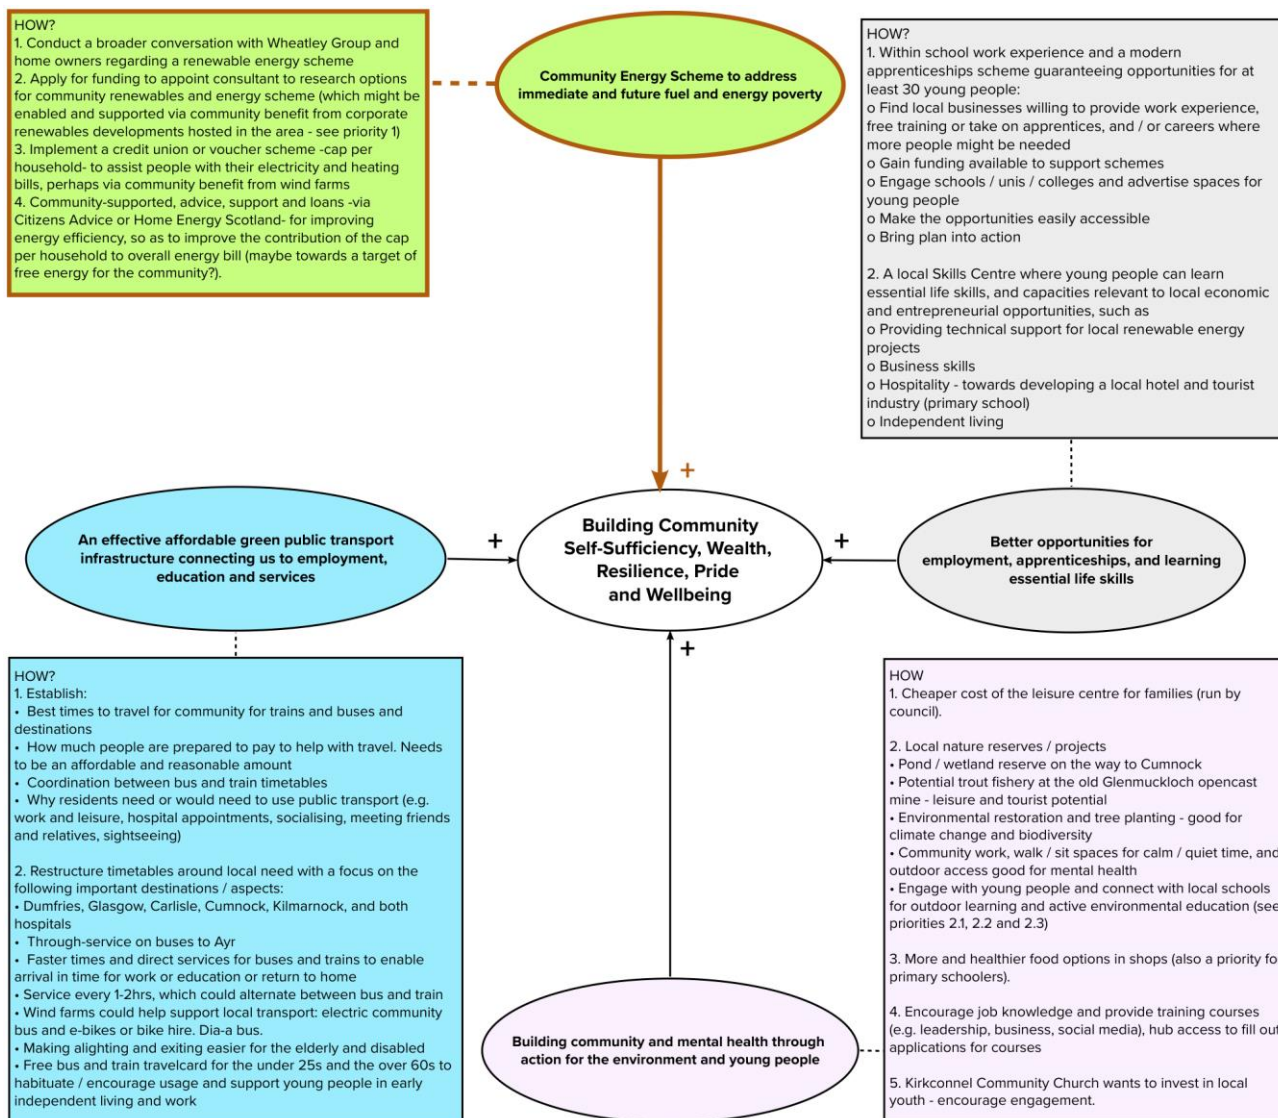 HOW?
1. Conduct a broader conversation with Wheatley Group and
home owners regarding a renewable energy scheme
2. Apply for funding to appoint consultant to research options
for community renewables and energy scheme (which might be
enabled and supported via community benefit from corporate
renewables developments hosted in the area - see priority 1)
3. Implement a credit union or voucher scheme -cap per
household- to assist people with their electricity and heating
bills, perhaps via community benefit from wind farms
4. Community-supported, advice, support and loans -via
Citizens Advice or Home Energy Scotland- for improving
energy efficiency, so as to improve the contribution of the cap
per household to overall energy bill (maybe towards a target of
free energy for the community?).
Community Energy Scheme to address
immediate and future fuel and energy poverty
HOW?
1. Within school work experience and a modern
apprenticeships scheme guaranteeing opportunities for at
least 30 young people:
o Find local businesses willing to provide work experience,
free training or take on apprentices, and / or careers where
more people might be needed
o Gain funding available to support schemes
o Engage schools / unis / colleges and advertise spaces for
young people
o Make the opportunities easily accessible
o Bring plan into action
2. A local Skills Centre where young people can learn
essential life skills, and capacities relevant to local economic
and entrepreneurial opportunities, such as
o Providing technical support for local renewable energy
projects
o Business skills
o Hospitality - towards developing a local hotel and tourist
industry (primary school)
o Independent living
+
An effective affordable green public transport
infrastructure connecting us to employment,
education and services
+
Building Community
Self-Sufficiency, Wealth,
Resilience, Pride
and Wellbeing
+
Better opportunities for
employment, apprenticeships, and learning
essential life skills
+
HOW?
1. Establish:
• Best times to travel for community for trains and buses and
destinations
• How much people are prepared to pay to help with travel. Needs
to be an affordable and reasonable amount
• Coordination between bus and train timetables
• Why residents need or would need to use public transport (e.g.
work and leisure, hospital appointments, socialising, meeting friends
and relatives, sightseeing)
2. Restructure timetables around local need with a focus on the
following important destinations / aspects:
• Dumfries, Glasgow, Carlisle, Cumnock, Kilmarnock, and both
hospitals
• Through-service on buses to Ayr
• Faster times and direct services for buses and trains to enable
arrival in time for work or education or return to home
• Service every 1-2hrs, which could alternate between bus and train
• Wind farms could help support local transport: electric community
bus and e-bikes or bike hire. Dia-a bus.
• Making alighting and exiting easier for the elderly and disabled
• Free bus and train travelcard for the under 25s and the over 60s to
habituate / encourage usage and support young people in early
independent living and work
Building community and mental health through
action for the environment and young people
HOW
1. Cheaper cost of the leisure centre for families (run by
council).
2. Local nature reserves / projects
• Pond / wetland reserve on the way to Cumnock
• Potential trout fishery at the old Glenmuckloch opencast
mine - leisure and tourist potential
• Environmental restoration and tree planting - good for
climate change and biodiversity
• Community work, walk / sit spaces for calm / quiet time, and
outdoor access good for mental health
• Engage with young people and connect with local schools
for outdoor learning and active environmental education (see
priorities 2.1, 2.2 and 2.3)
3. More and healthier food options in shops (also a priority fo
primary schoolers).
4. Encourage job knowledge and provide training courses
(e.g. leadership, business, social media), hub access to fill out
applications for courses
5. Kirkconnel Community Church wants to invest in local
youth - encourage engagement.